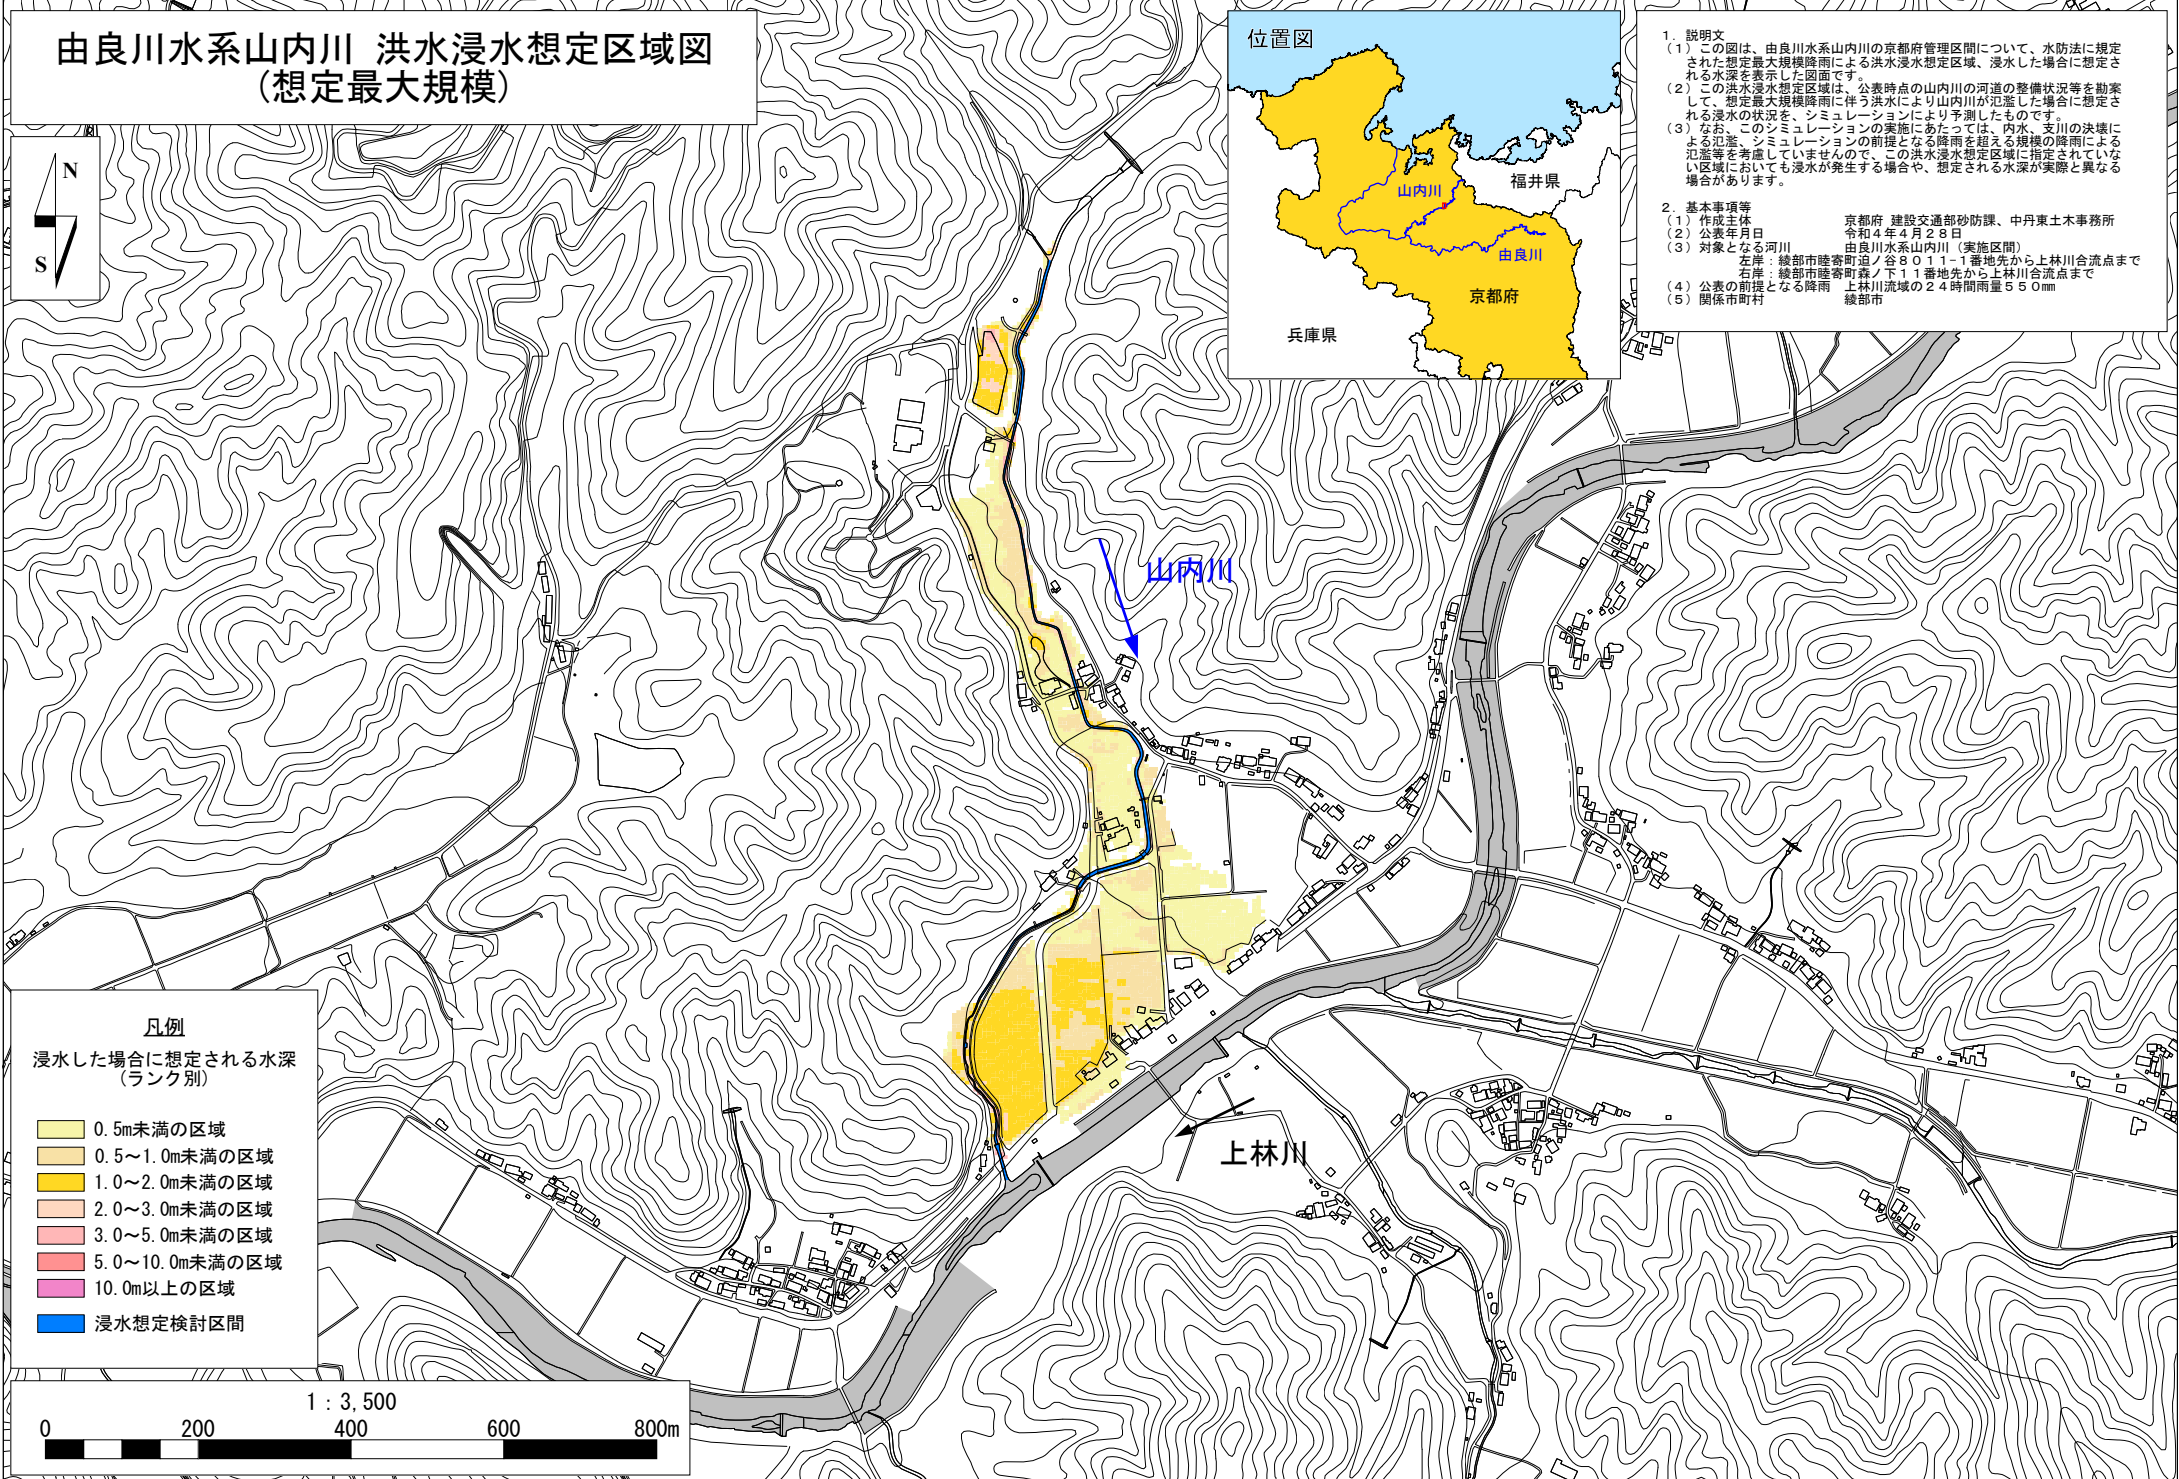 由良川水系山内川 洪水浸水想定区域図
(想定最大規模)
N
S
位置図
山内川
福井県
由良川
京都府
兵庫県
1. 説明文
(1) この図は、由良川水系山内川の京都府管理区間について、水防法に規定
された想定最大規模降雨による洪水浸水想定区域、浸水した場合に想定さ
れる水深を表示した図面です。
(2) この洪水浸水想定区域は、公表時点の山内川の河道の整備状況等を勘案
して、想定最大規模降雨に伴う洪水により山内川が氾濫した場合に想定さ
れる浸水の状況を、シミュレーションにより予測したものです。
(3) なお、このシミュレーションの実施にあたっては、内水、支川の決壊に
よる氾濫、シミュレーションの前提となる降雨を超える規模の降雨による
氾濫等を考慮していませんので、この洪水浸水想定区域に指定されていな
い区域においても浸水が発生する場合や、想定される水深が実際と異なる
場合があります。
2. 基本事項等
(1) 作成主体 京都府 建設交通部砂防課、中丹東土木事務所
(2) 公表年月日 令和4年4月28日
(3) 対象となる河川 由良川水系山内川（実施区間）
左岸：綾部市睦寄町追ノ谷8011-1番地先から上林川合流点まで
右岸：綾部市睦寄町森ノ下11番地先から上林川合流点まで
(4) 公表の前提となる降雨 上林川流域の24時間雨量550mm
(5) 関係市町村 綾部市
山内川
上林川
凡例
浸水した場合に想定される水深
(ランク別)
0.5m未満の区域
0.5～1.0m未満の区域
1.0～2.0m未満の区域
2.0～3.0m未満の区域
3.0～5.0m未満の区域
5.0～10.0m未満の区域
10.0m以上の区域
浸水想定検討区間
1：3,500
0 200 400 600 800m